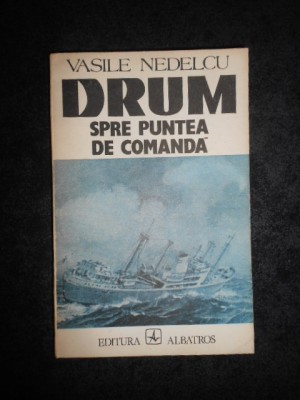 VASILE NEDELCU
DRUM
SPRE PUNTEA
DE COMANDĂ
EDITURA ALBATROS